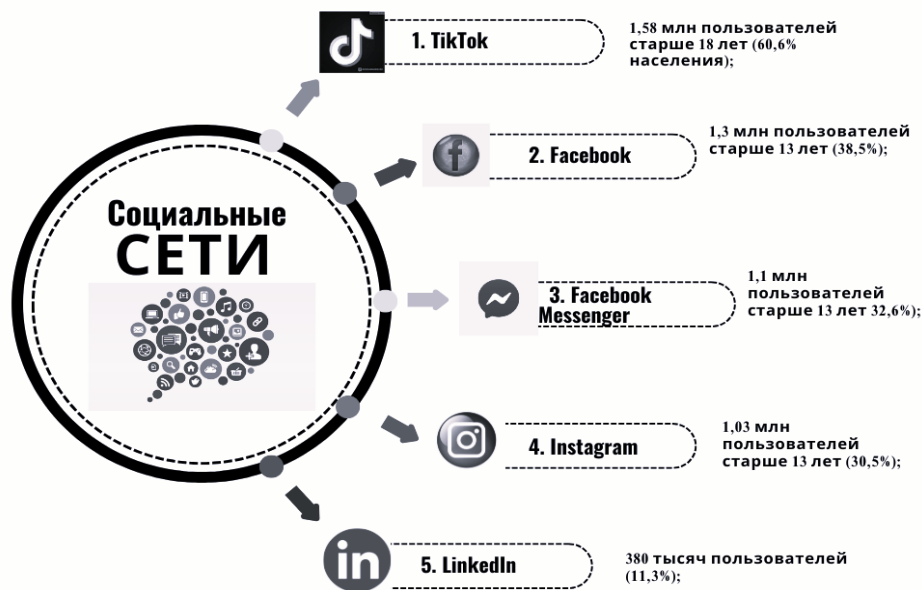 Социальные
СЕТИ
1. TikTok
1,58 млн пользователей
старше 18 лет (60,6%
населения);
2. Facebook
1,3 млн пользователей
старше 13 лет (38,5%);
3. Facebook
Messenger
1,1 млн
пользователей
старше 13 лет 32,6%);
4. Instagram
1,03 млн
пользователей
старше 13 лет (30,5%);
in
5. LinkedIn
380 тысяч пользователей
(11,3%);